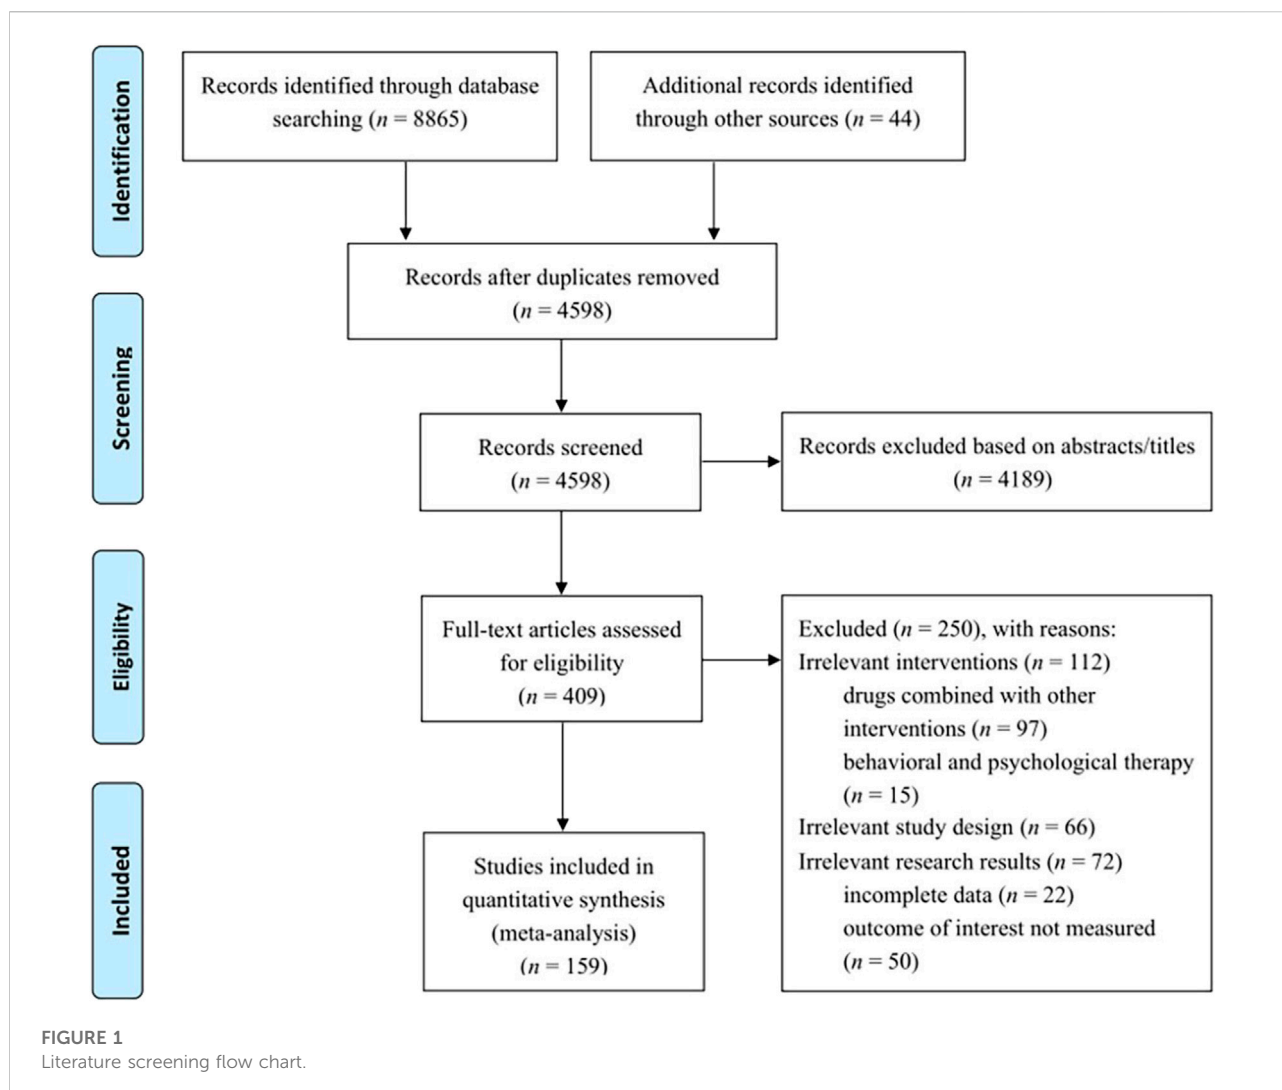 Identification
Records identified through database
searching (n = 8865)
Additional records identified
through other sources (n = 44)
Records after duplicates removed
(n = 4598)
Screening
Records screened
(n = 4598)
Records excluded based on abstracts/titles
(n = 4189)
Eligibility
Full-text articles assessed
for eligibility
(n = 409)
Excluded (n = 250), with reasons:
Irrelevant interventions (n = 112)
drugs combined with other
interventions (n = 97)
behavioral and psychological therapy
(n = 15)
Irrelevant study design (n = 66)
Irrelevant research results (n = 72)
incomplete data (n = 22)
outcome of interest not measured
(n = 50)
Included
Studies included in
quantitative synthesis
(meta-analysis)
(n = 159)
FIGURE 1
Literature screening flow chart.